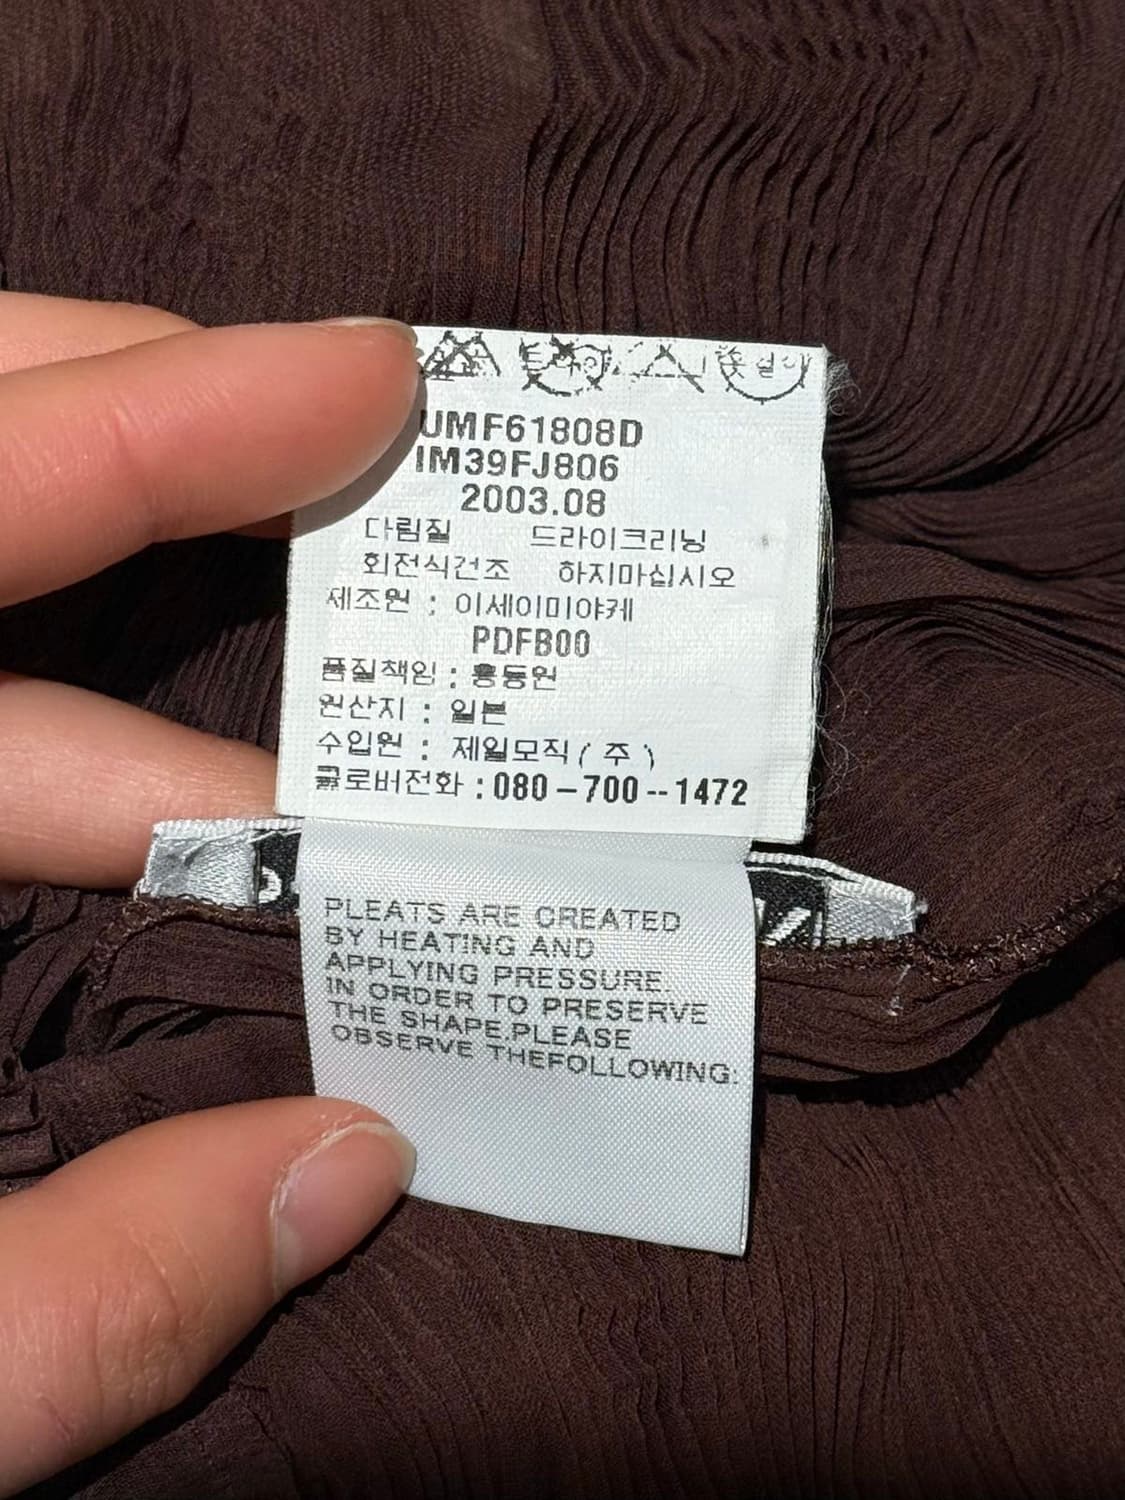 UMF61808D
IM39FJ806
2003.08
다림질 드라이크리닝
회전식건조 하지마십시오
제조원 : 이세이미야케
PDFB00
품질책임 : 홍동원
원산지 : 일본
수입원 : 제일모직(주)
클로버전화 : 080-700--1472
PLEATS ARE CREATED
BY HEATING AND
APPLYING PRESSURE.
IN ORDER TO PRESERVE
THE SHAPE.PLEASE
OBSERVE THEFOLLOWING: